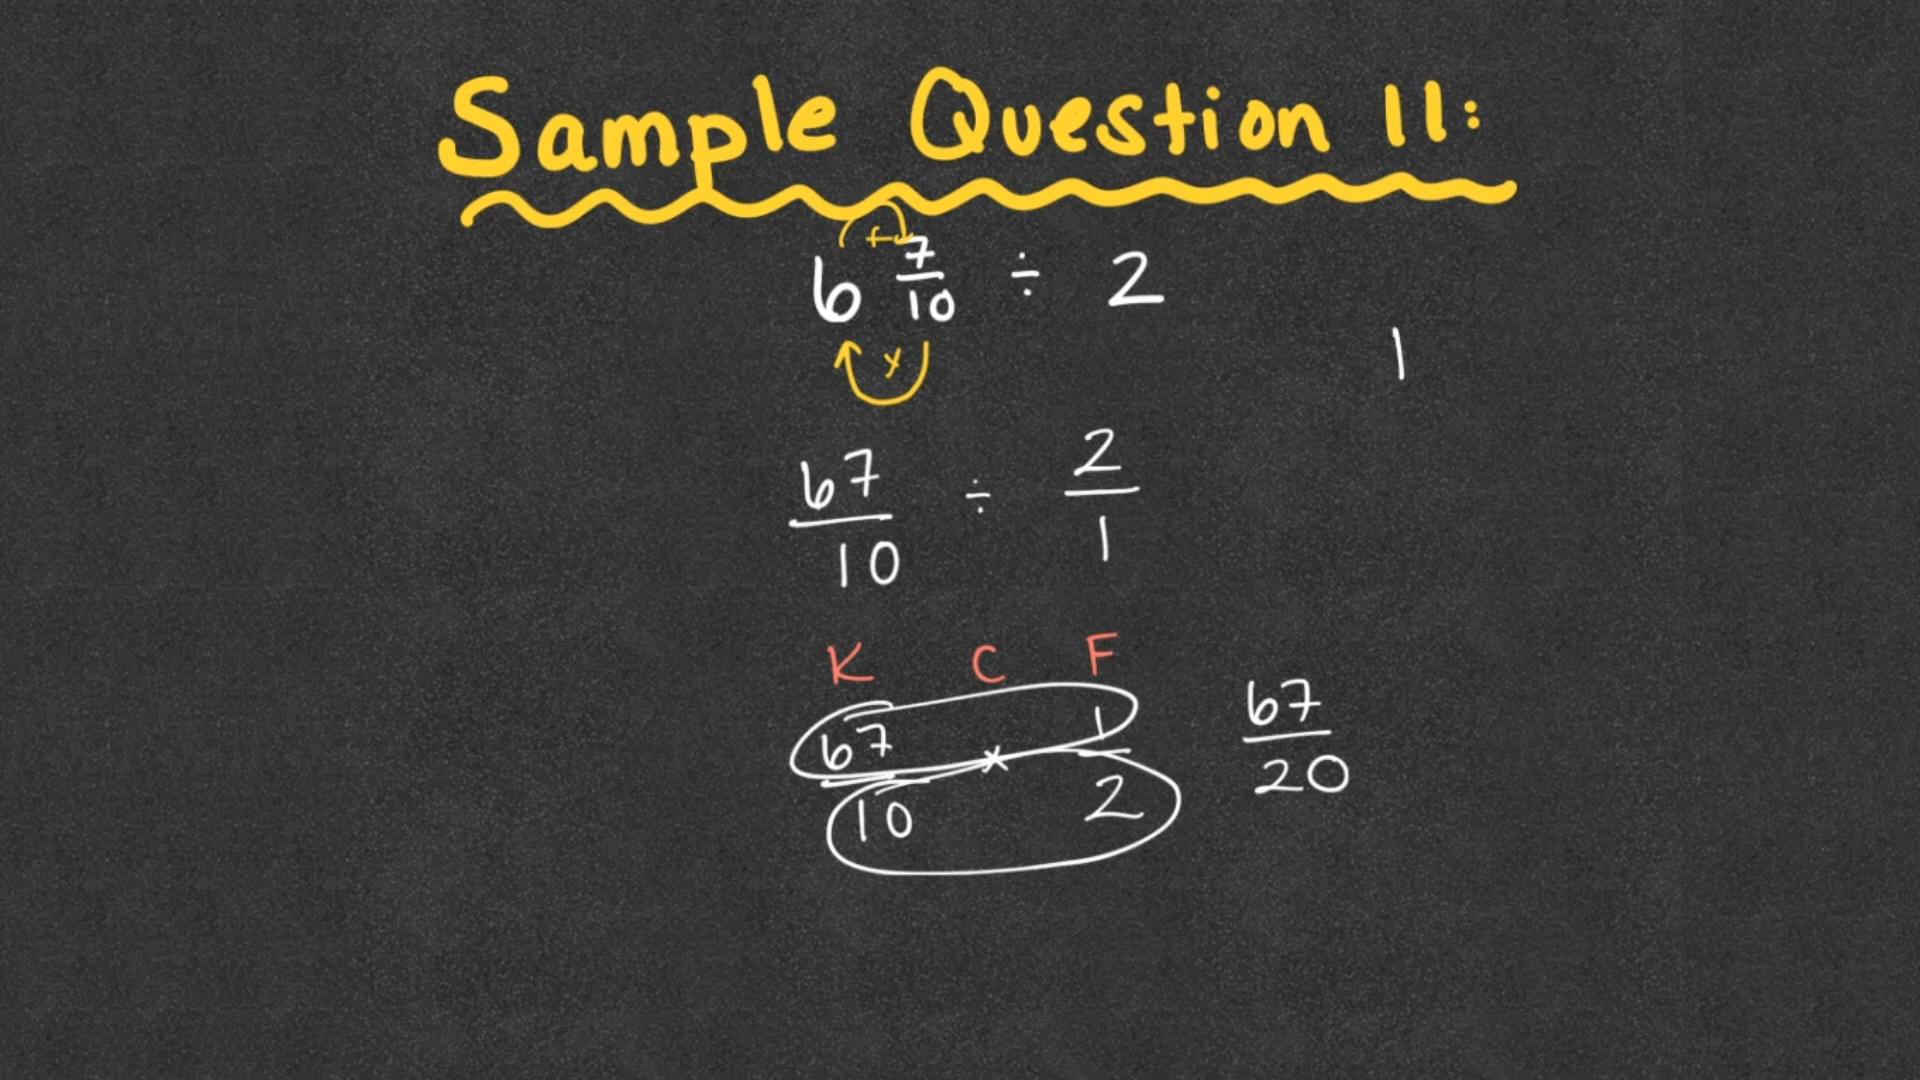 Sample Question 11:
+
6 7/10 ÷ 2
x
1
67/10 ÷ 2/1
K C F
67/10 x 1/2 67/20